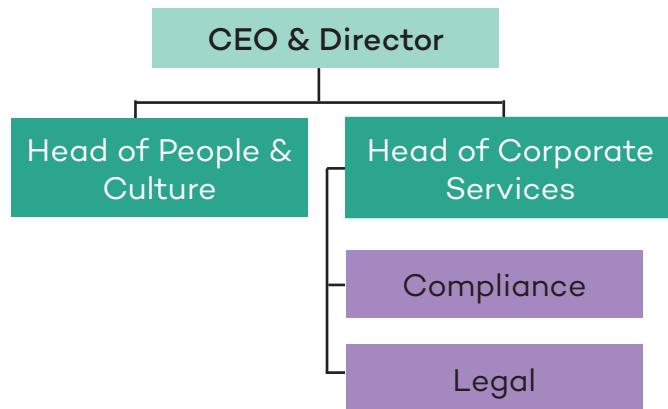 CEO & Director
Head of People &
Culture
Head of Corporate
Services
Compliance
Legal